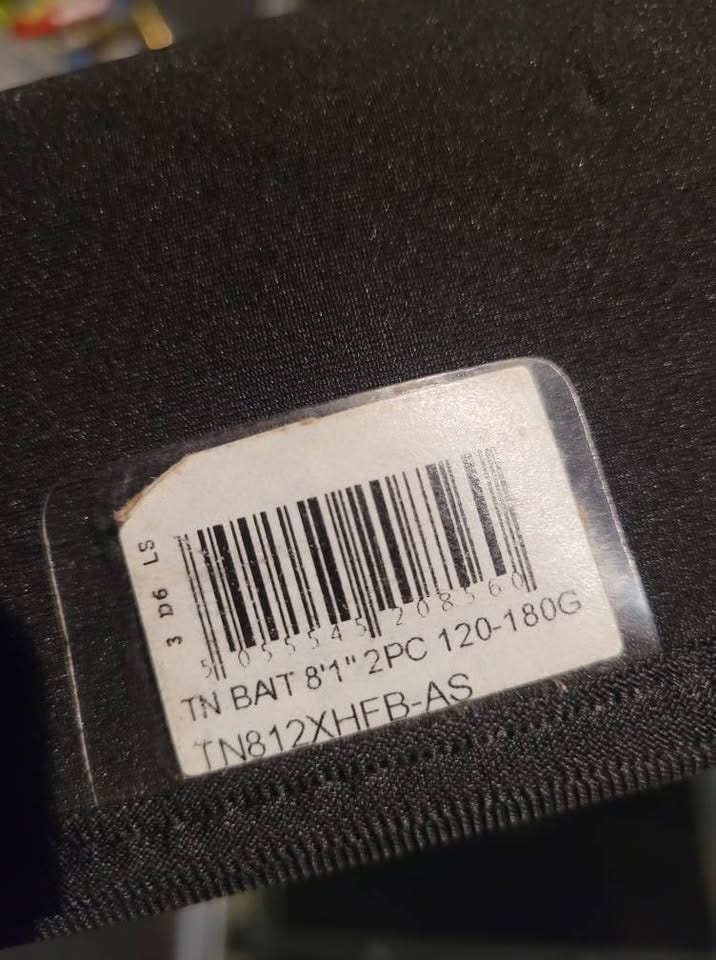 3 D6 LS
5 055545 208560
TN BAIT 8'1" 2PC 120-180G
TN812XHFB-AS